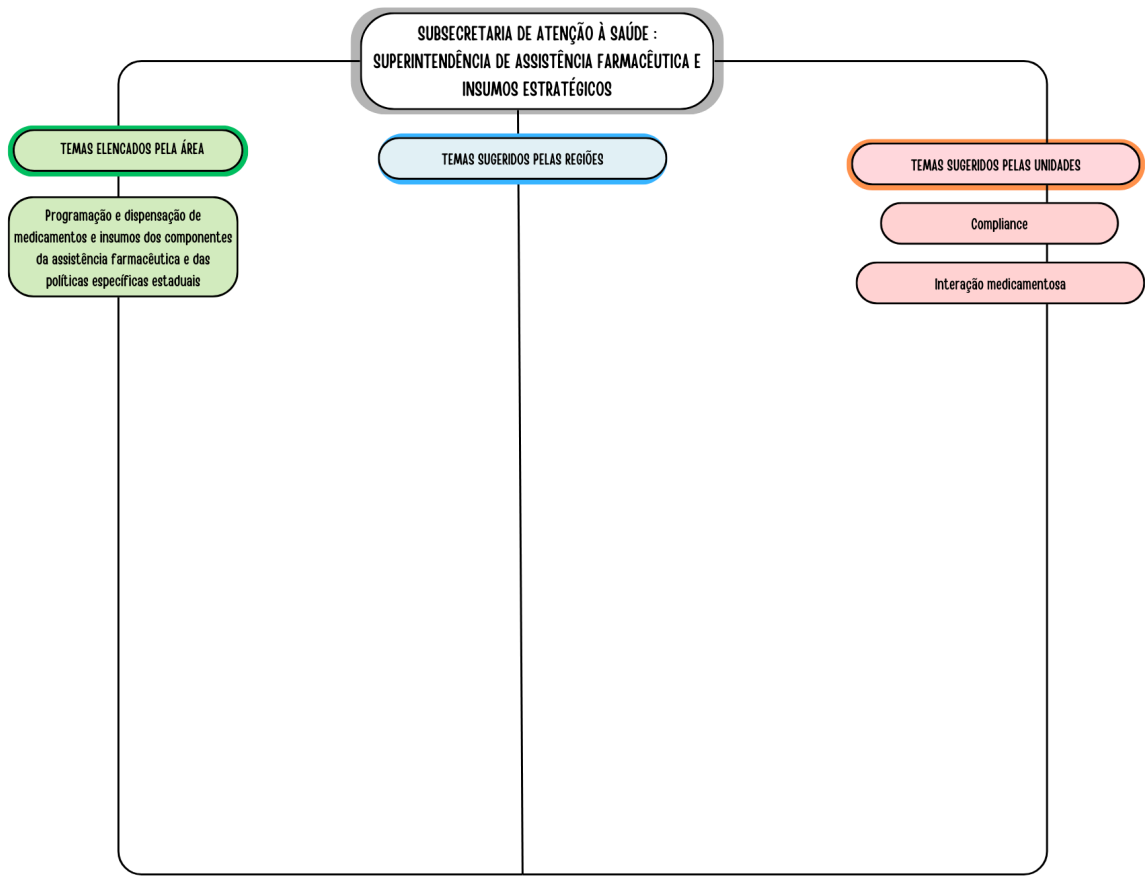 SUBSECRETARIA DE ATENÇÃO À SAÚDE :
SUPERINTENDÊNCIA DE ASSISTÊNCIA FARMACÊUTICA E
INSUMOS ESTRATÉGICOS
TEMAS ELENCADOS PELA ÁREA
Programação e dispensação de
medicamentos e insumos dos componentes
da assistência farmacêutica e das
políticas específicas estaduais
TEMAS SUGERIDOS PELAS REGIÕES
TEMAS SUGERIDOS PELAS UNIDADES
Compliance
Interação medicamentosa